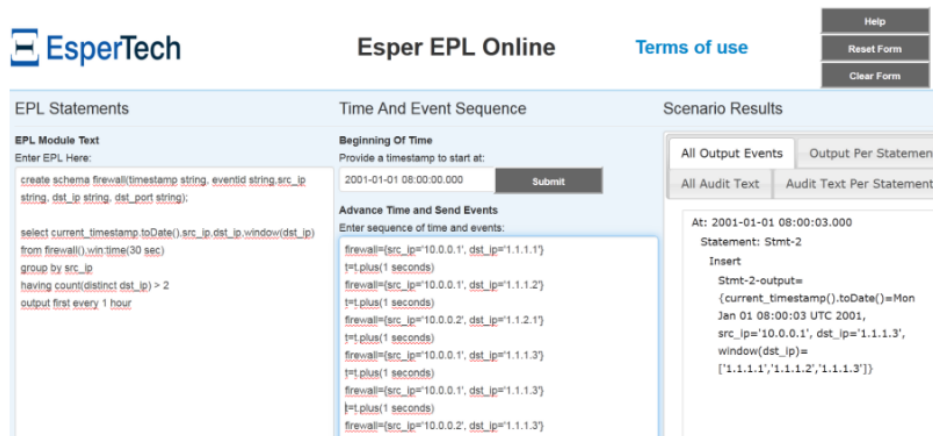 EsperTech
Esper EPL Online
Terms of use
Help
Reset Form
Clear Form
EPL Statements
EPL Module Text
Enter EPL Here:
create schema firewall(timestamp string, eventid string,src_ip
string, dst_ip string, dst_port string);
select current_timestamp.toDate(),src_ip,dst_ip,window(dst_ip)
from firewall().win:time(30 sec)
group by src_ip
having count(distinct dst_ip) > 2
output first every 1 hour
Time And Event Sequence
Beginning Of Time
Provide a timestamp to start at:
2001-01-01 08:00:00.000
Submit
Advance Time and Send Events
Enter sequence of time and events:
firewall={src_ip='10.0.0.1', dst_ip='1.1.1.1'}
t=t.plus(1 seconds)
firewall={src_ip='10.0.0.1', dst_ip='1.1.1.2'}
t=t.plus(1 seconds)
firewall={src_ip='10.0.0.2', dst_ip='1.1.2.1'}
t=t.plus(1 seconds)
firewall={src_ip='10.0.0.1', dst_ip='1.1.1.3'}
t=t.plus(1 seconds)
firewall={src_ip='10.0.0.1', dst_ip='1.1.1.3'}
t=t.plus(1 seconds)
firewall={src_ip='10.0.0.2', dst_ip='1.1.1.3'}
Scenario Results
All Output Events
Output Per Statemen
All Audit Text
Audit Text Per Statement
At: 2001-01-01 08:00:03.000
Statement: Stmt-2
Insert
Stmt-2-output=
{current_timestamp().toDate()=Mon
Jan 01 08:00:03 UTC 2001,
src_ip='10.0.0.1', dst_ip='1.1.1.3',
window(dst_ip)=
['1.1.1.1','1.1.1.2','1.1.1.3']}